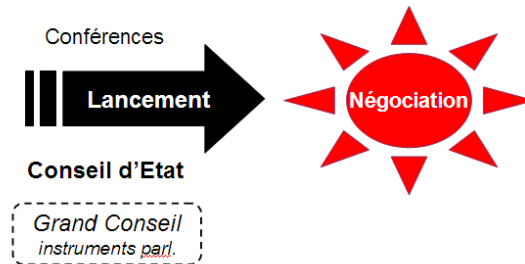 Conférences
Lancement
Négociation
Conseil d'Etat
Grand Conseil
instruments parl.